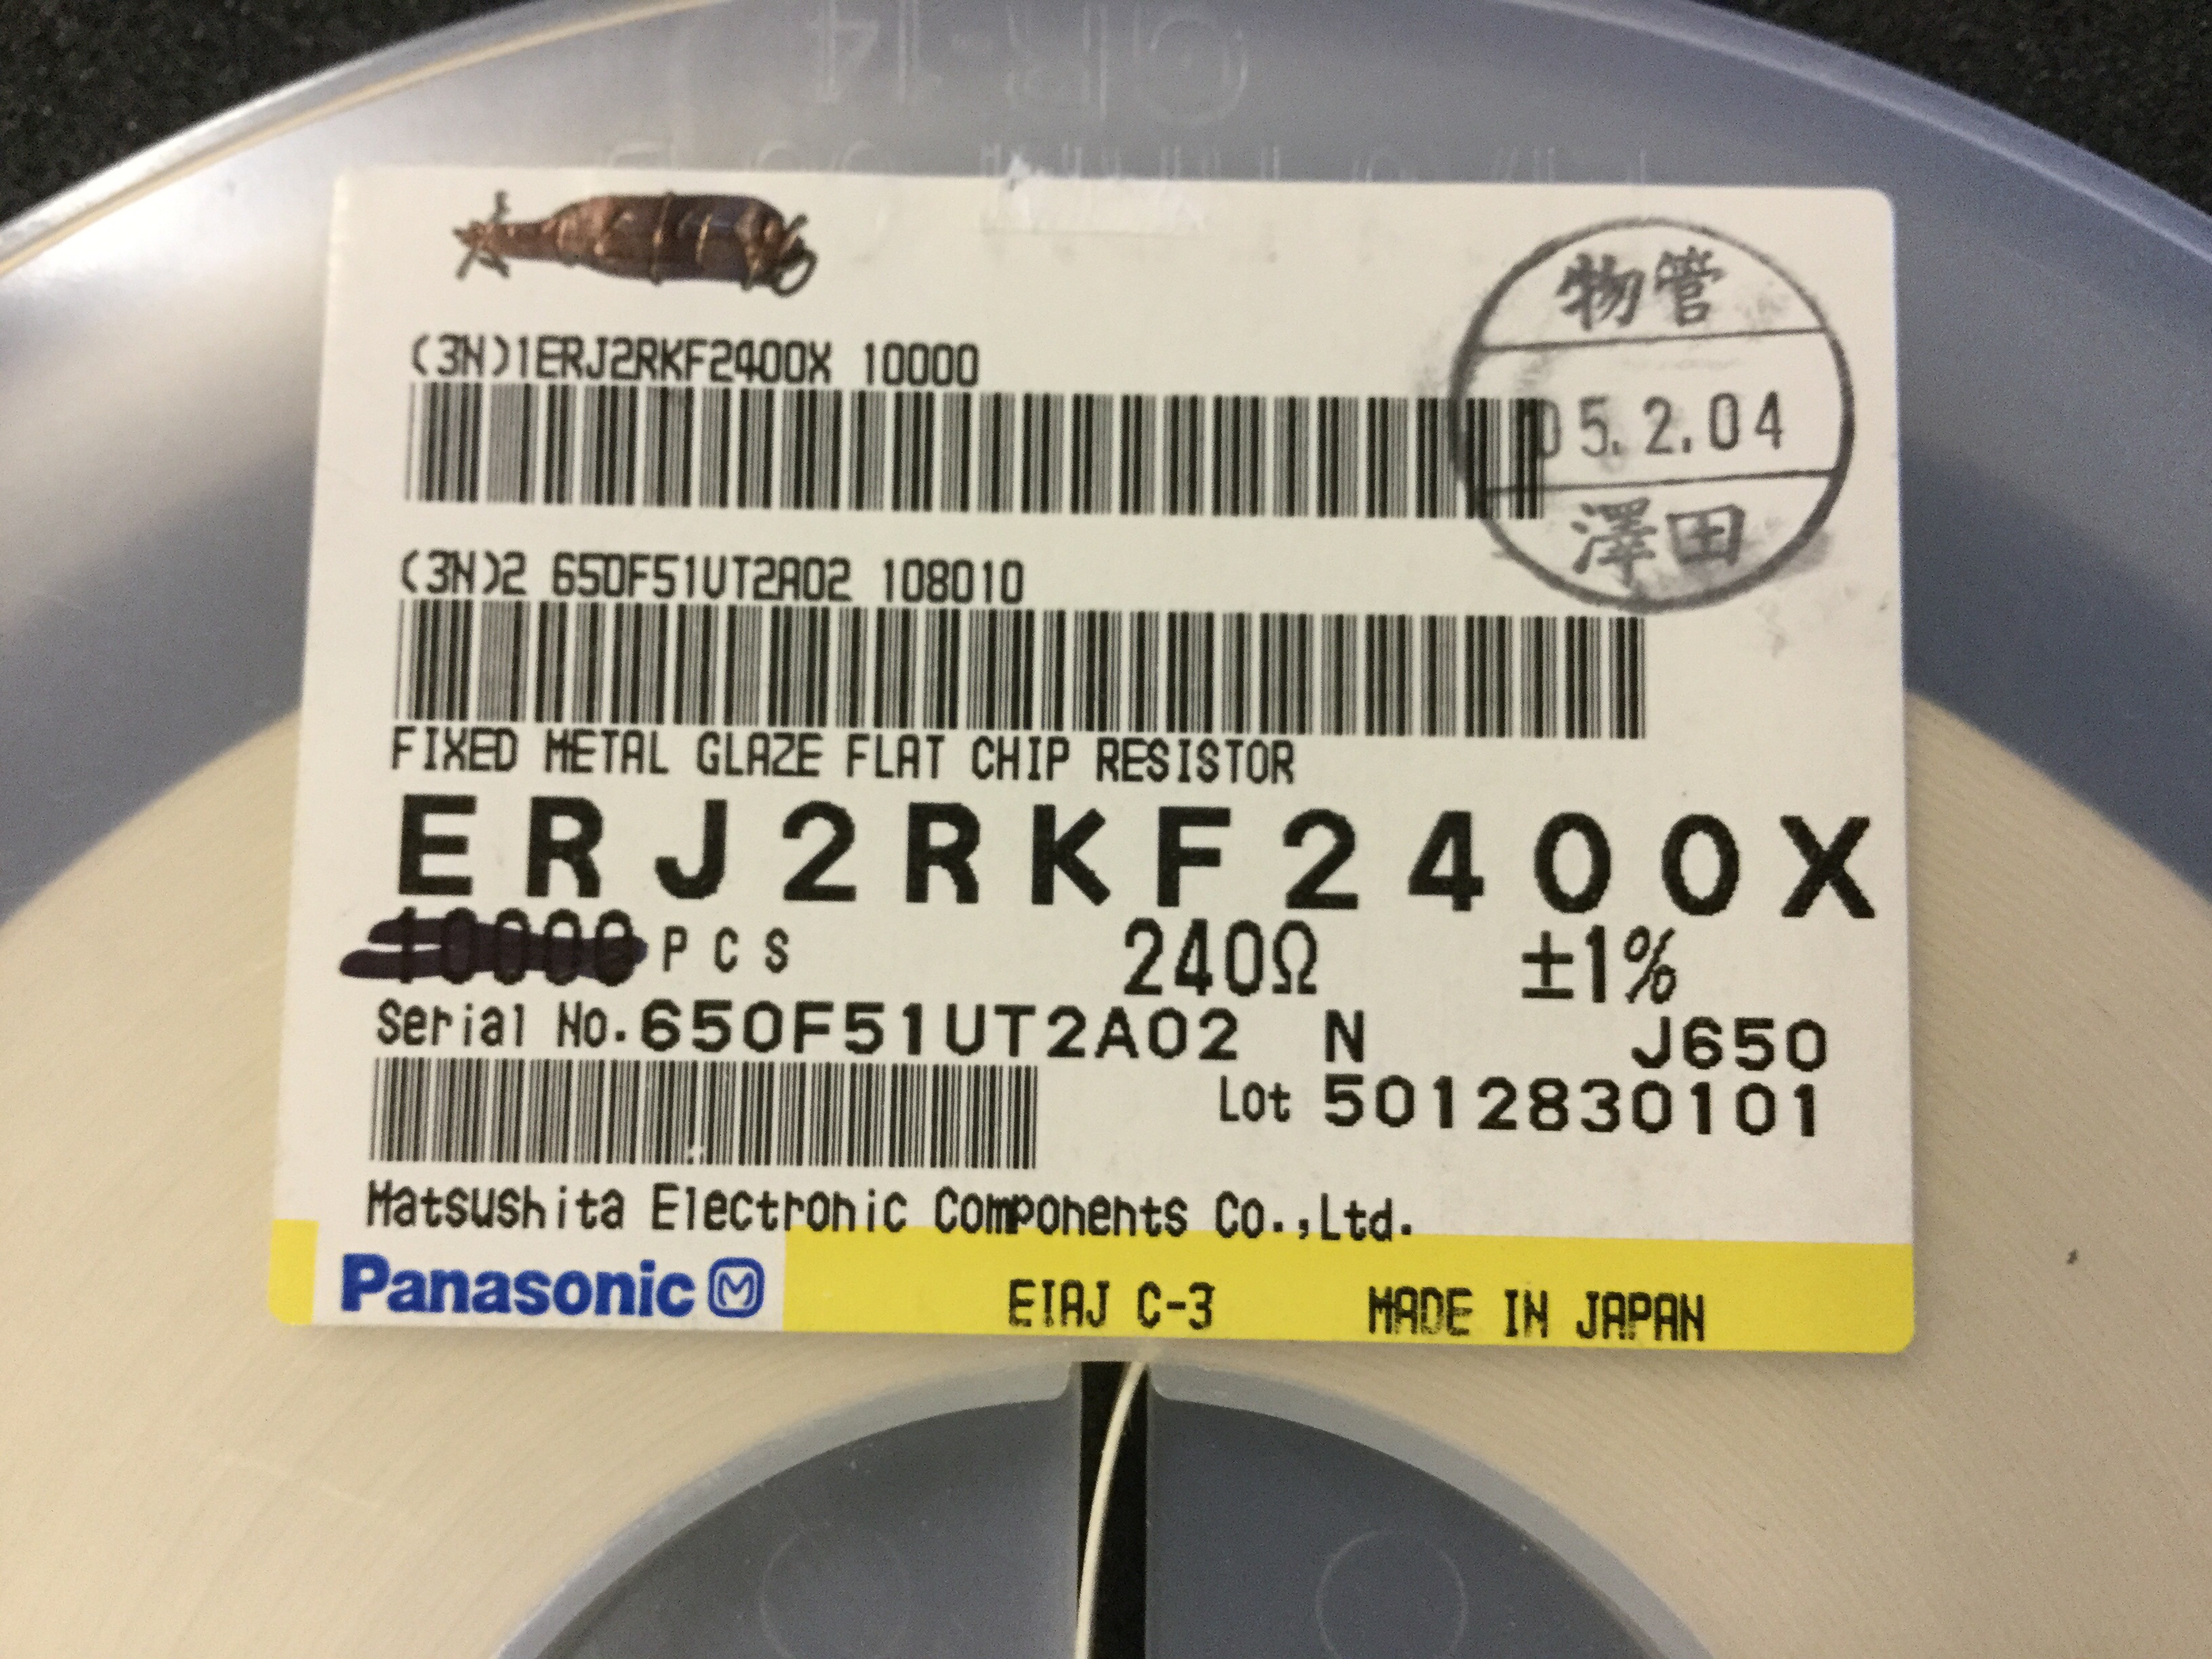 (3N)1ERJ2RKF2400X 10000
物管
05.2.04
澤田
(3N)2 650F51UT2A02 108010
FIXED METAL GLAZE FLAT CHIP RESISTOR
ERJ2RKF2400X
10000 PCS 240Ω ±1%
Serial No.650F51UT2A02 N J650
Lot 5012830101
Matsushita Electronic Components Co.,Ltd.
Panasonic M EIAJ C-3 MADE IN JAPAN